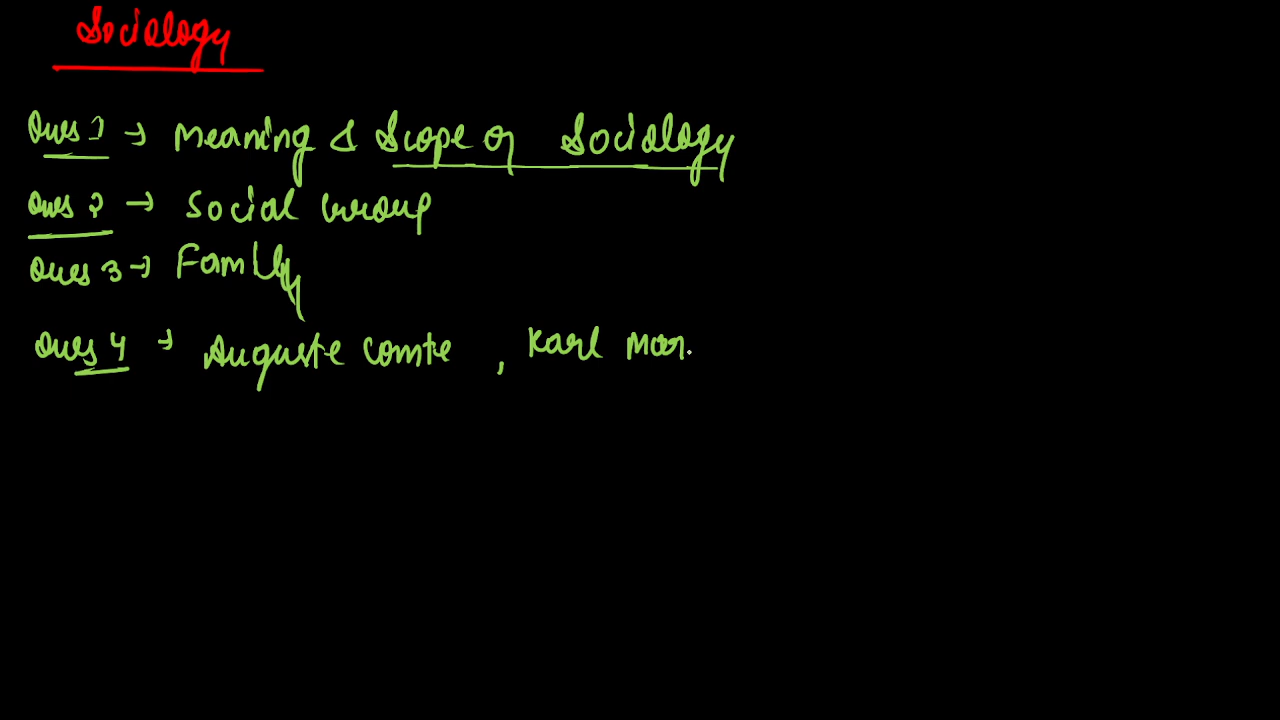 Sociology
Ques 1 → Meaning & Scope of Sociology
Ques 2 → Social Group
Ques 3 → Family
Ques 4 → Auguste Comte , Karl Mar